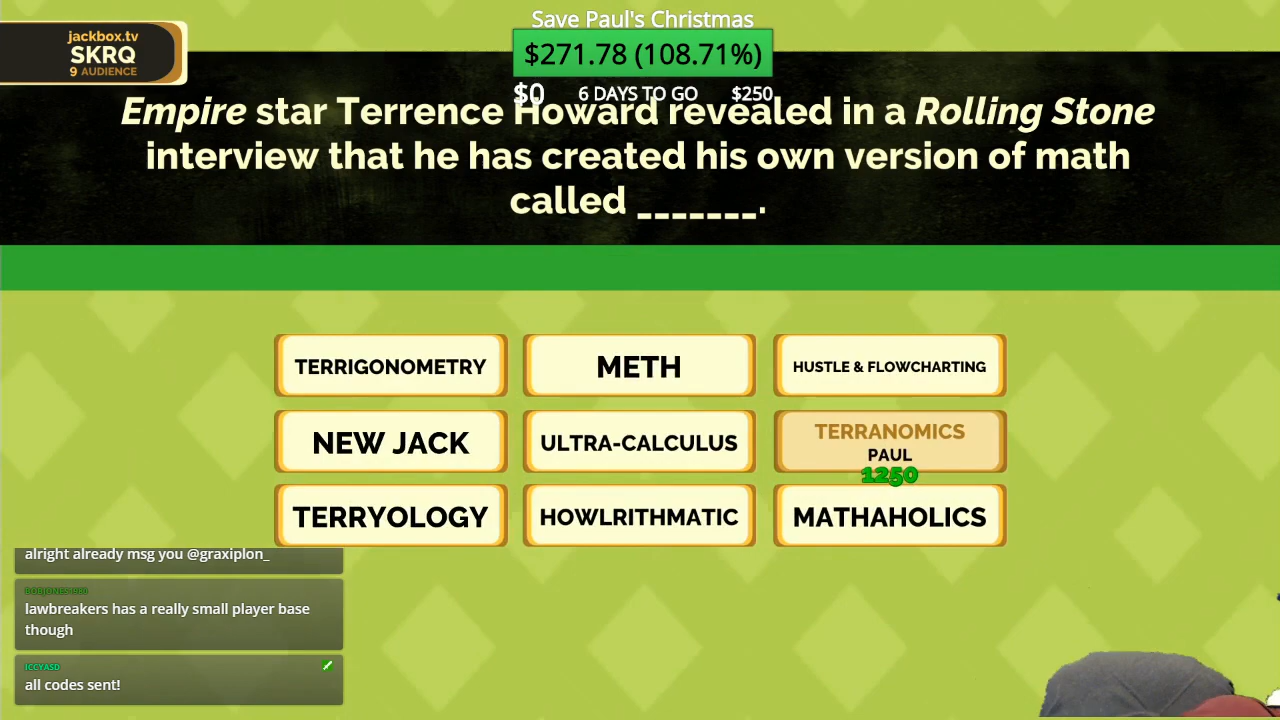 Save Paul's Christmas
jackbox.tv
SKRQ
9 AUDIENCE
$271.78 (108.71%)
$0 6 DAYS TO GO $250
Empire star Terrence Howard revealed in a Rolling Stone
interview that he has created his own version of math
called _______.
TERRIGONOMETRY
METH
HUSTLE & FLOWCHARTING
NEW JACK
ULTRA-CALCULUS
TERRANOMICS
PAUL
1250
TERRYOLOGY
HOWLRITHMATIC
MATHAHOLICS
alright already msg you @graxiplon_
lawbreakers has a really small player base
though
ICCYASD
all codes sent!